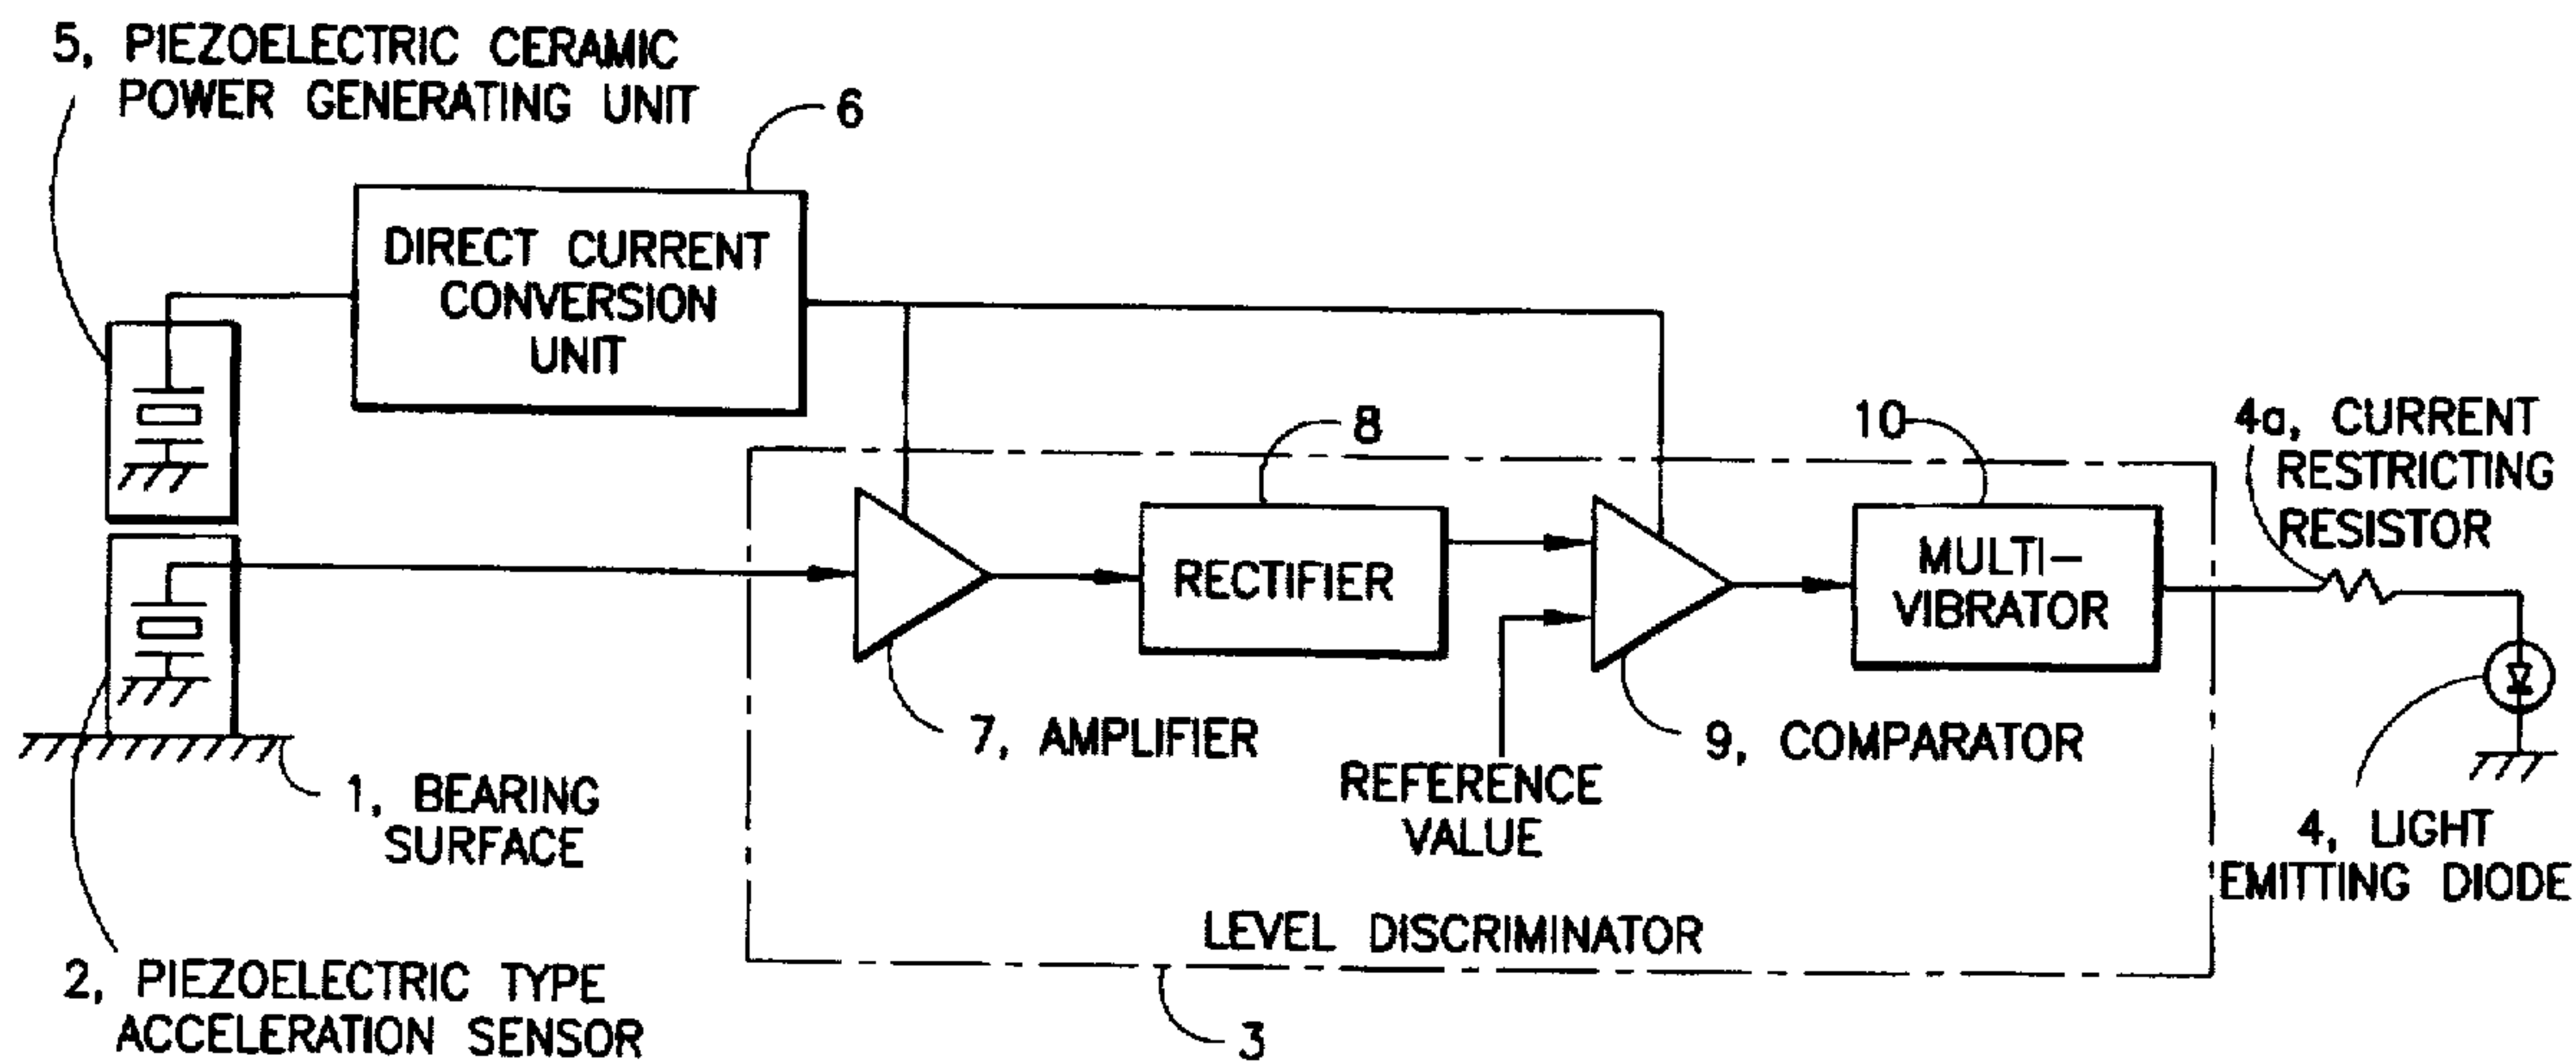 5, PIEZOELECTRIC CERAMIC
POWER GENERATING UNIT
6
DIRECT CURRENT
CONVERSION
UNIT
8
10
4a, CURRENT
RESTRICTING
RESISTOR
RECTIFIER
MULTI-
VIBRATOR
7, AMPLIFIER
9, COMPARATOR
REFERENCE
VALUE
1, BEARING
SURFACE
4, LIGHT
EMITTING DIODE
LEVEL DISCRIMINATOR
2, PIEZOELECTRIC TYPE
ACCELERATION SENSOR
3